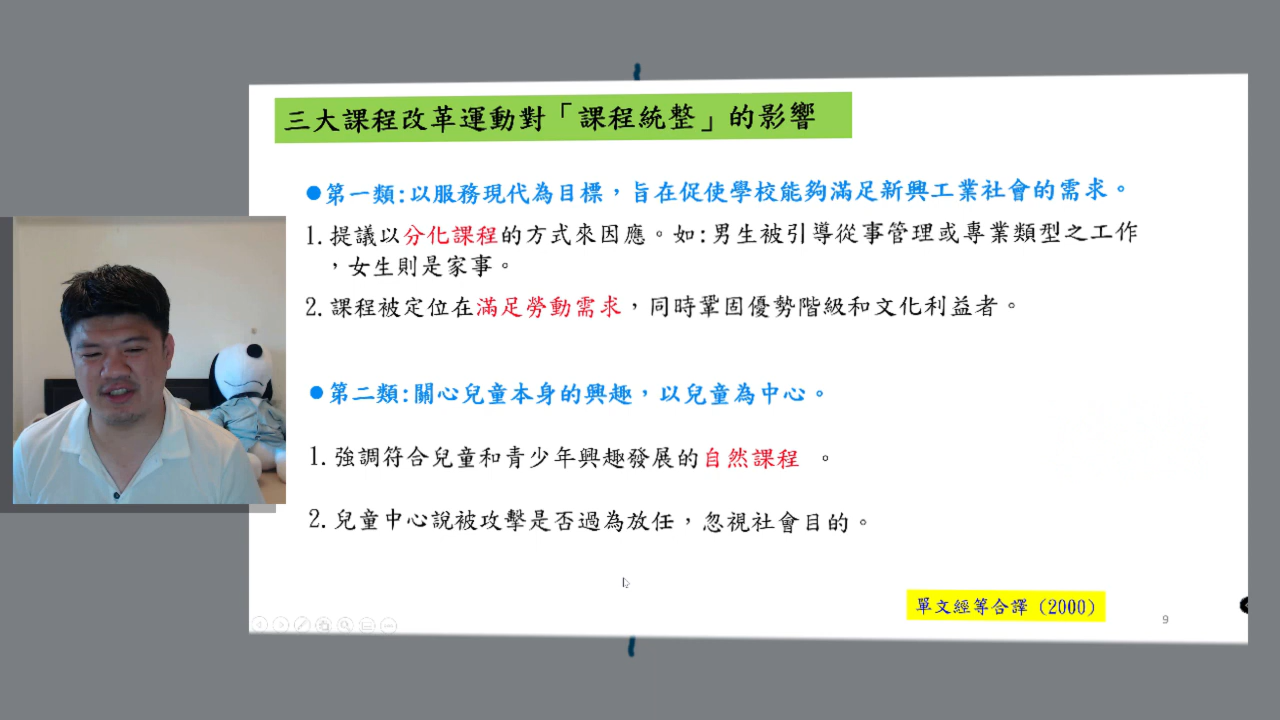 三大課程改革運動對「課程統整」的影響
●第一類:以服務現代為目標，旨在促使學校能夠滿足新興工業社會的需求。
1.提議以分化課程的方式來因應。如:男生被引導從事管理或專業類型之工作
，女生則是家事。
2.課程被定位在滿足勞動需求，同時鞏固優勢階級和文化利益者。
●第二類:關心兒童本身的興趣，以兒童為中心。
1.強調符合兒童和青少年興趣發展的自然課程 。
2.兒童中心說被攻擊是否過為放任，忽視社會目的。
單文經等合譯（2000）
9